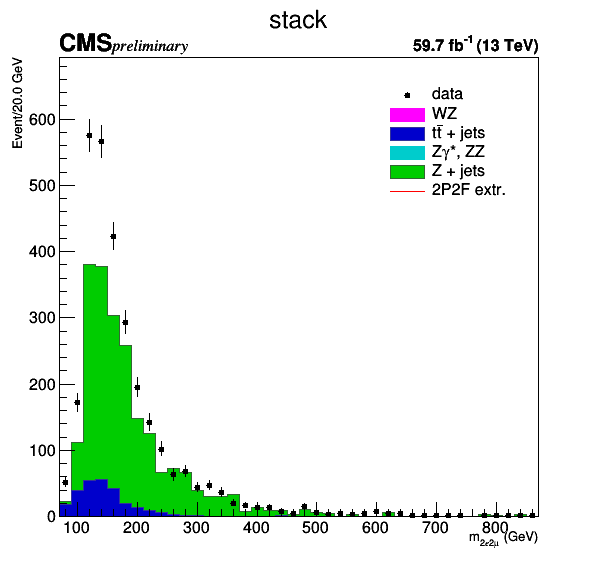 stack
CMS preliminary 59.7 fb⁻¹ (13 TeV)
Event/20.0 GeV
data
WZ
tt̄ + jets
Zγ*, ZZ
Z + jets
2P2F extr.
600
500
400
300
200
100
0
100 200 300 400 500 600 700 800
m₂ₑ₂μ (GeV)